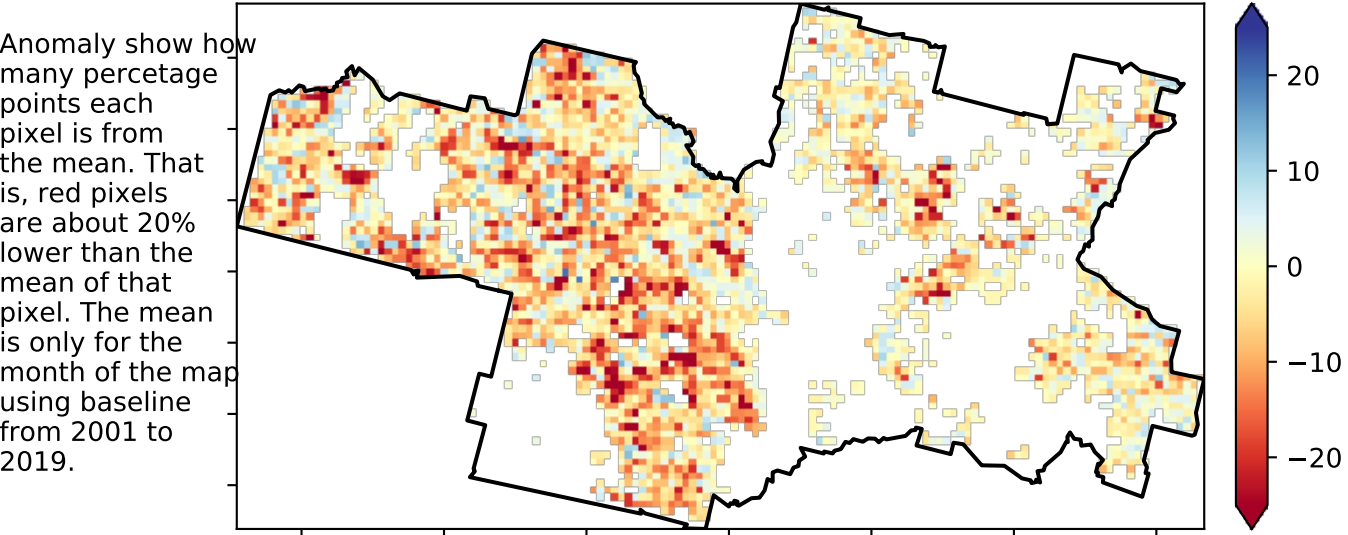 Anomaly show how
many percetage
points each
pixel is from
the mean. That
is, red pixels
are about 20%
lower than the
mean of that
pixel. The mean
is only for the
month of the map
using baseline
from 2001 to
2019.
20
10
0
−10
−20